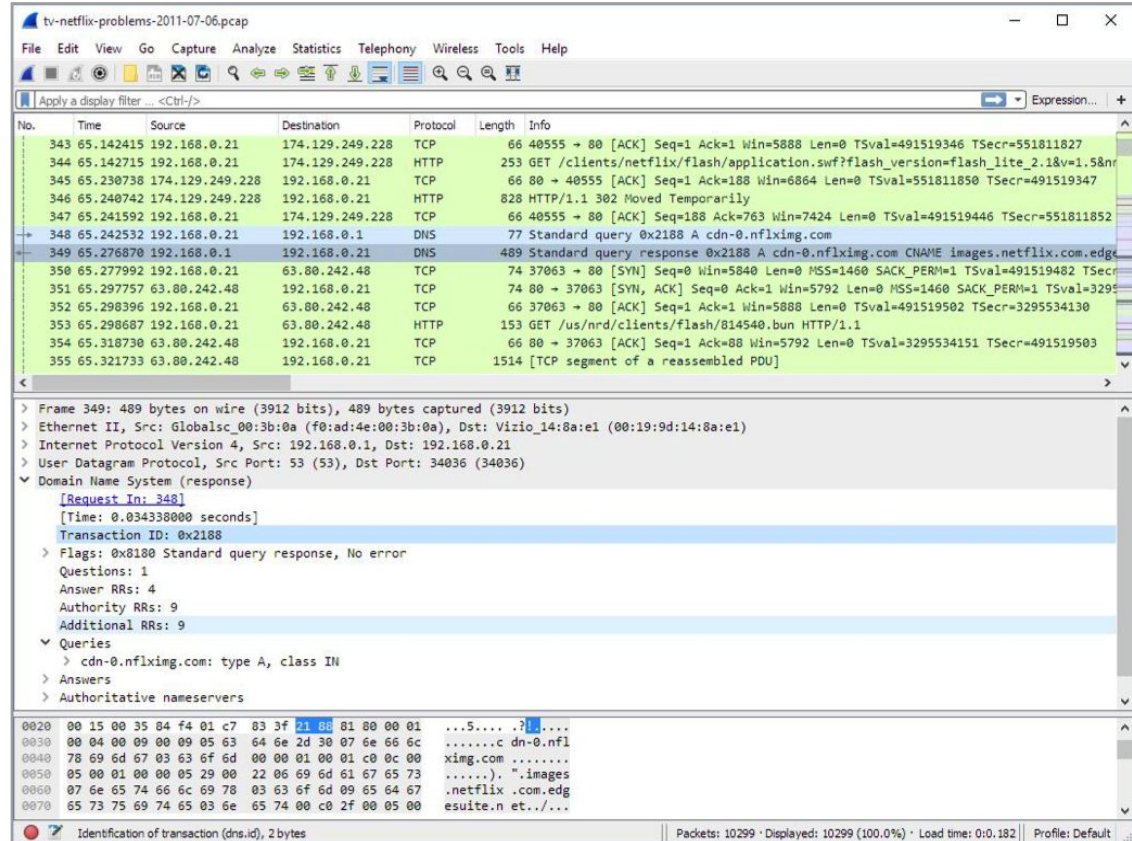 tv-netflix-problems-2011-07-06.pcap
File Edit View Go Capture Analyze Statistics Telephony Wireless Tools Help
Apply a display filter ... <Ctrl-/> Expression... +
No. Time Source Destination Protocol Length Info
343 65.142415 192.168.0.21 174.129.249.228 TCP 66 40555 → 80 [ACK] Seq=1 Ack=1 Win=5888 Len=0 TSval=491519346 TSecr=551811827
344 65.142715 192.168.0.21 174.129.249.228 HTTP 253 GET /clients/netflix/flash/application.swf?flash_version=flash_lite_2.1&v=1.5&nr
345 65.230738 174.129.249.228 192.168.0.21 TCP 66 80 → 40555 [ACK] Seq=1 Ack=188 Win=6864 Len=0 TSval=551811850 TSecr=491519347
346 65.240742 174.129.249.228 192.168.0.21 HTTP 828 HTTP/1.1 302 Moved Temporarily
347 65.241592 192.168.0.21 174.129.249.228 TCP 66 40555 → 80 [ACK] Seq=188 Ack=763 Win=7424 Len=0 TSval=491519446 TSecr=551811852
348 65.242532 192.168.0.21 192.168.0.1 DNS 77 Standard query 0x2188 A cdn-0.nflximg.com
349 65.276870 192.168.0.1 192.168.0.21 DNS 489 Standard query response 0x2188 A cdn-0.nflximg.com CNAME images.netflix.com.edge
350 65.277992 192.168.0.21 63.80.242.48 TCP 74 37063 → 80 [SYN] Seq=0 Win=5840 Len=0 MSS=1460 SACK_PERM=1 TSval=491519482 TSecr
351 65.297757 63.80.242.48 192.168.0.21 TCP 74 80 → 37063 [SYN, ACK] Seq=0 Ack=1 Win=5792 Len=0 MSS=1460 SACK_PERM=1 TSval=3295
352 65.298396 192.168.0.21 63.80.242.48 TCP 66 37063 → 80 [ACK] Seq=1 Ack=1 Win=5888 Len=0 TSval=491519502 TSecr=3295534130
353 65.298687 192.168.0.21 63.80.242.48 HTTP 153 GET /us/nrd/clients/flash/814540.bun HTTP/1.1
354 65.318730 63.80.242.48 192.168.0.21 TCP 66 80 → 37063 [ACK] Seq=1 Ack=88 Win=5792 Len=0 TSval=3295534151 TSecr=491519503
355 65.321733 63.80.242.48 192.168.0.21 TCP 1514 [TCP segment of a reassembled PDU]
Frame 349: 489 bytes on wire (3912 bits), 489 bytes captured (3912 bits)
Ethernet II, Src: Globalsc_00:3b:0a (f0:ad:4e:00:3b:0a), Dst: Vizio_14:8a:e1 (00:19:9d:14:8a:e1)
Internet Protocol Version 4, Src: 192.168.0.1, Dst: 192.168.0.21
User Datagram Protocol, Src Port: 53 (53), Dst Port: 34036 (34036)
Domain Name System (response)
[Request In: 348]
[Time: 0.034338000 seconds]
Transaction ID: 0x2188
Flags: 0x8180 Standard query response, No error
Questions: 1
Answer RRs: 4
Authority RRs: 9
Additional RRs: 9
Queries
cdn-0.nflximg.com: type A, class IN
Answers
Authoritative nameservers
0020 00 15 00 35 84 f4 01 c7 83 3f 21 88 81 80 00 01 ...5.... .?!.....
0030 00 04 00 09 00 09 05 63 64 6e 2d 30 07 6e 66 6c .......c dn-0.nfl
0040 78 69 6d 67 03 63 6f 6d 00 00 01 00 01 c0 0c 00 ximg.com ........
0050 05 00 01 00 00 05 29 00 22 06 69 6d 61 67 65 73 ......). ".images
0060 07 6e 65 74 66 6c 69 78 03 63 6f 6d 09 65 64 67 .netflix .com.edg
0070 65 73 75 69 74 65 03 6e 65 74 00 c0 2f 00 05 00 esuite.n et../...
Identification of transaction (dns.id), 2 bytes Packets: 10299 · Displayed: 10299 (100.0%) · Load time: 0:0.182 Profile: Default